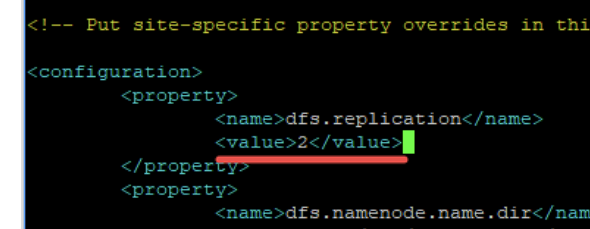 <!-- Put site-specific property overrides in thi
<configuration>
<property>
<name>dfs.replication</name>
<value>2</value>
</property>
<property>
<name>dfs.namenode.name.dir</nam